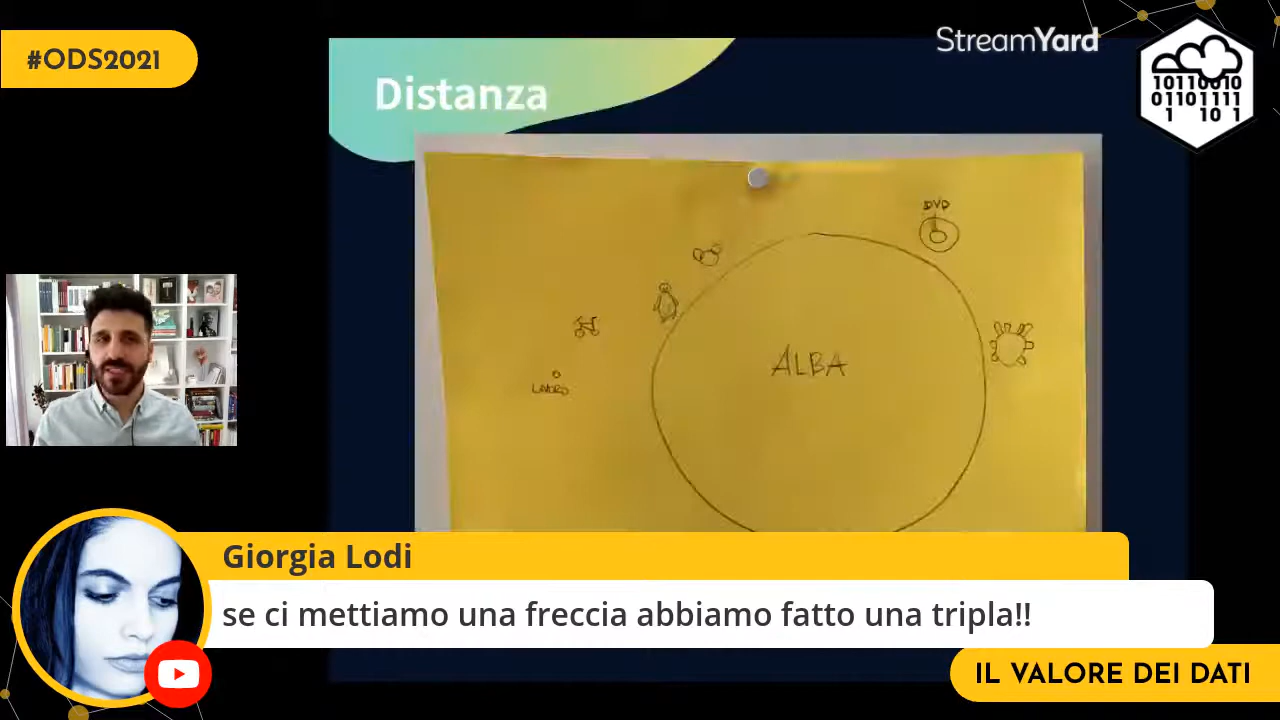 #ODS2021
StreamYard
10110010
01101111
1 10 1
Distanza
DVD
ALBA
LAVORO
Giorgia Lodi
se ci mettiamo una freccia abbiamo fatto una tripla!!
IL VALORE DEI DATI